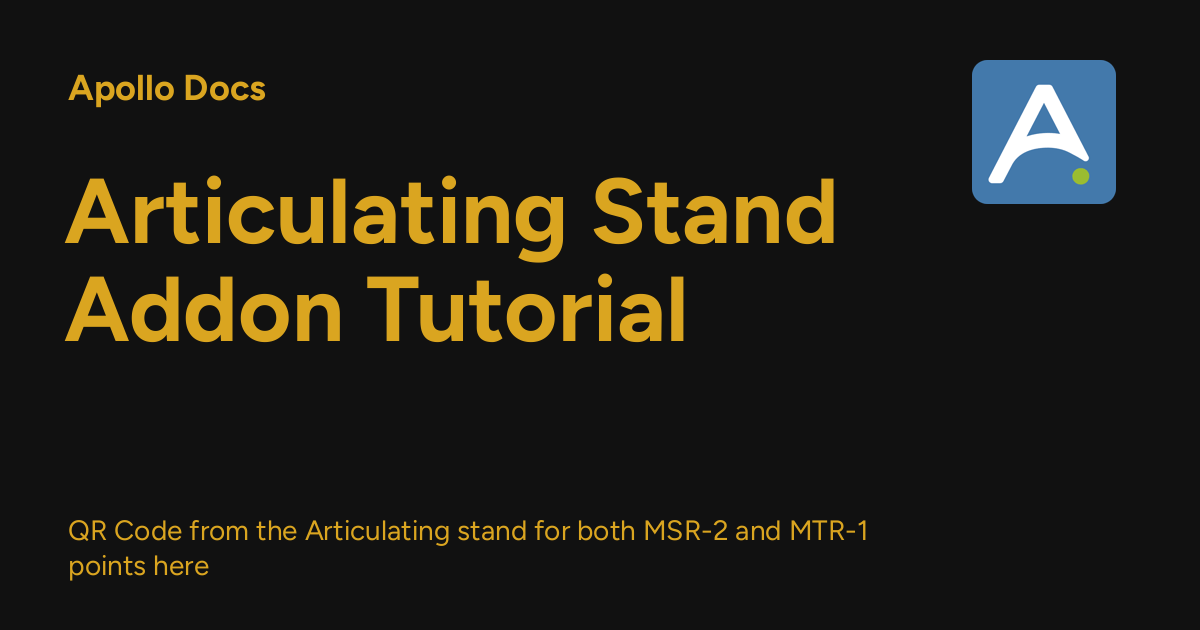 Apollo Docs
Articulating Stand
Addon Tutorial
QR Code from the Articulating stand for both MSR-2 and MTR-1
points here